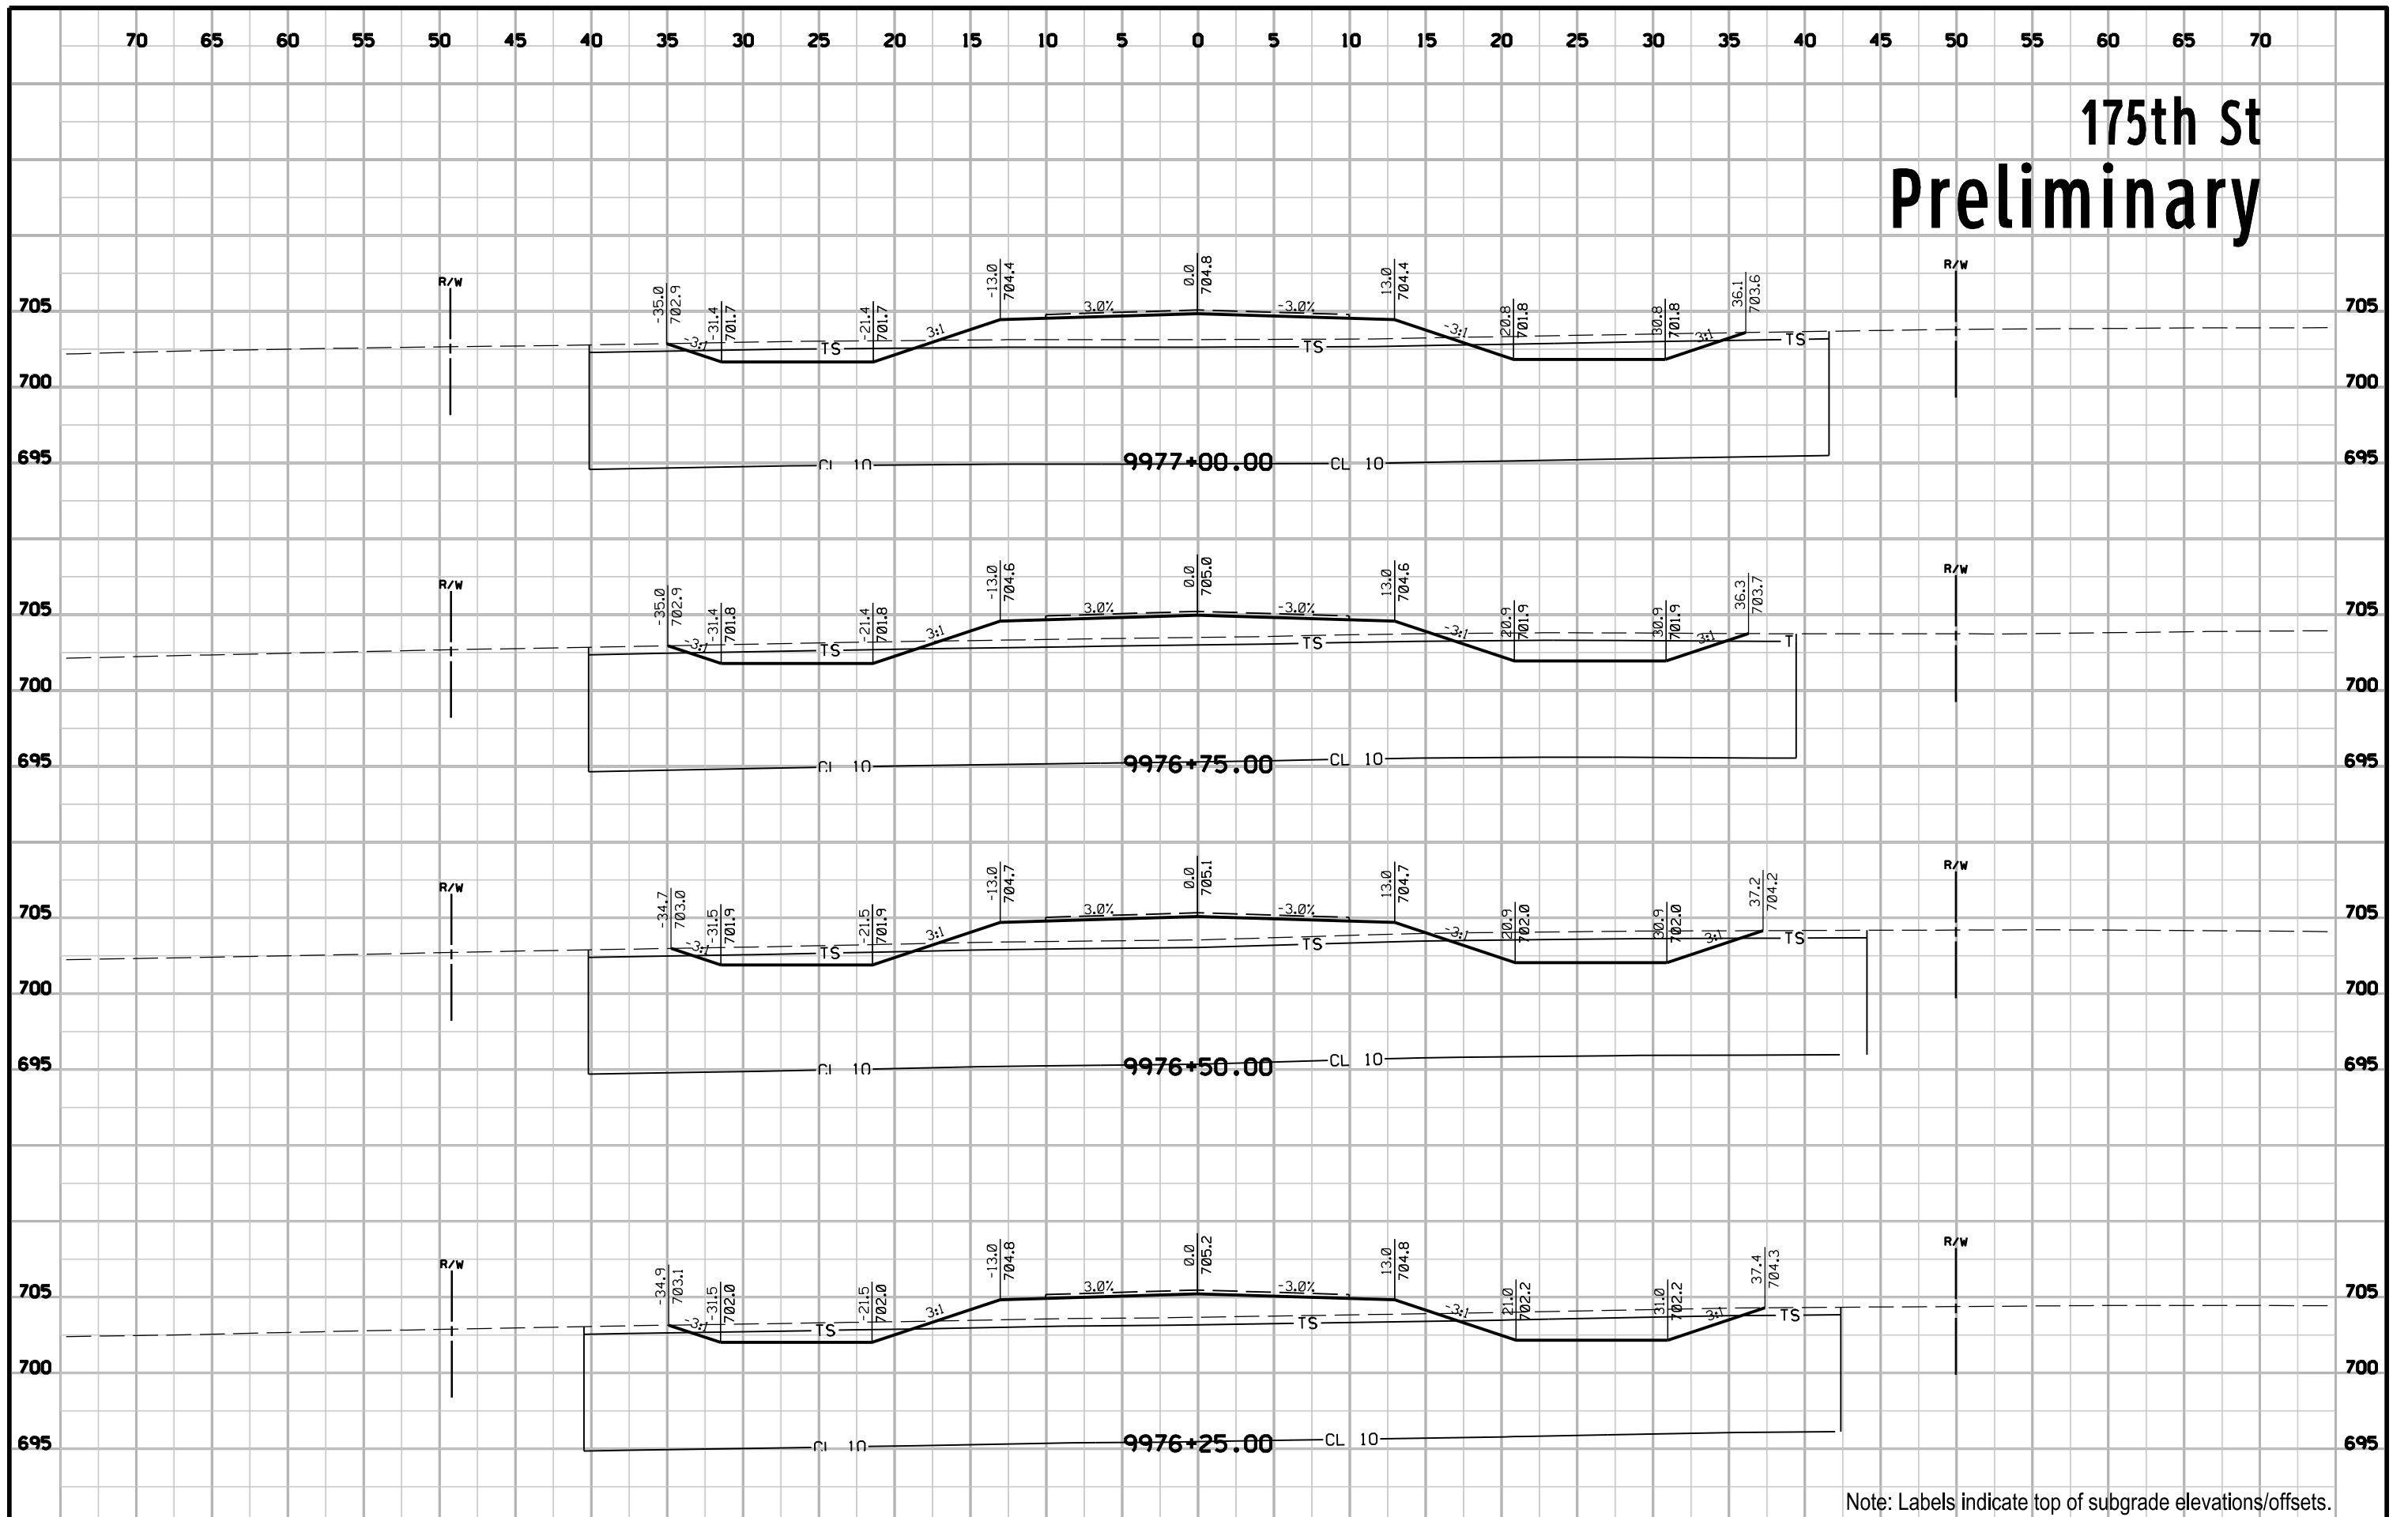 70 65 60 55 50 45 40 35 30 25 20 15 10 5 0 5 10 15 20 25 30 35 40 45 50 55 60 65 70
175th St
Preliminary
R/W -35.0 702.9 -31.4 701.7 -21.4 701.7 -13.0 704.4 0.0 704.8 13.0 704.4 20.8 701.8 30.8 701.8 36.1 703.6 R/W
705 3.0% -3.0% 705
-3:1 TS 3:1 TS -3:1 3:1 TS
700 700
695 CL 10 9977+00.00 CL 10 695
R/W -35.0 702.9 -31.4 701.8 -21.4 701.8 -13.0 704.6 0.0 705.0 13.0 704.6 20.9 701.9 30.9 701.9 36.3 703.7 R/W
705 3.0% -3.0% 705
-3:1 TS 3:1 TS -3:1 3:1 T
700 700
695 CL 10 9976+75.00 CL 10 695
R/W -34.7 703.0 -31.5 701.9 -21.5 701.9 -13.0 704.7 0.0 705.1 13.0 704.7 20.9 702.0 30.9 702.0 37.2 704.2 R/W
705 3.0% -3.0% 705
-3:1 TS 3:1 TS -3:1 3:1 TS
700 700
695 CL 10 9976+50.00 CL 10 695
R/W -34.9 703.1 -31.5 702.0 -21.5 702.0 -13.0 704.8 0.0 705.2 13.0 704.8 21.0 702.2 31.0 702.2 37.4 704.3 R/W
705 3.0% -3.0% 705
-3:1 TS 3:1 TS -3:1 3:1 TS
700 700
695 CL 10 9976+25.00 CL 10 695
Note: Labels indicate top of subgrade elevations/offsets.